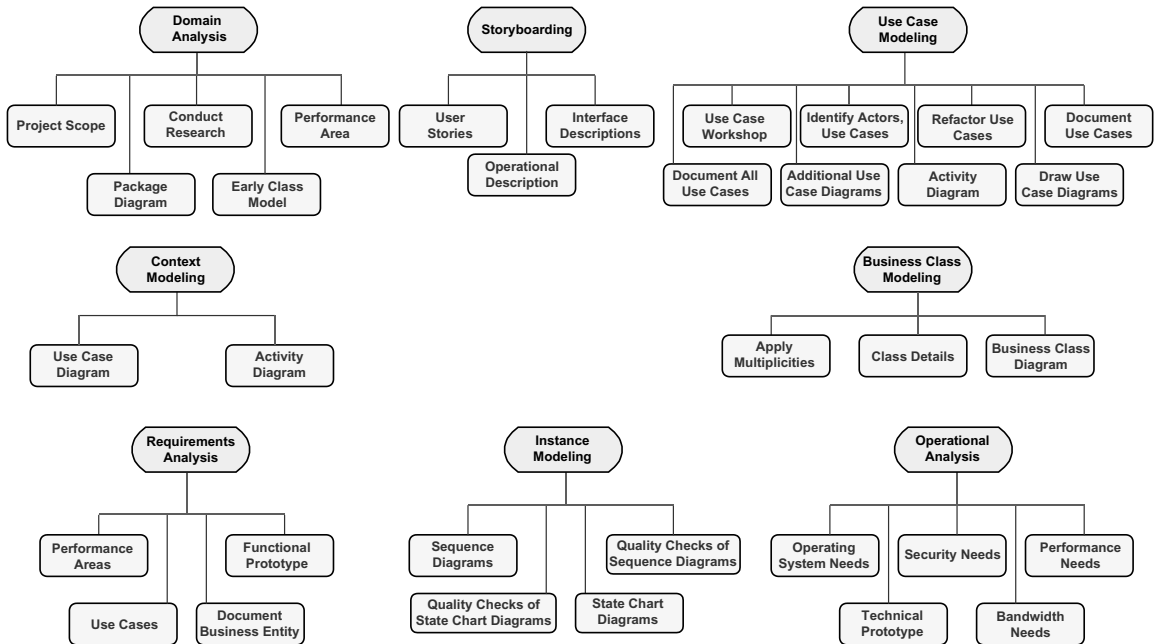 Domain
Analysis
Project Scope
Conduct
Research
Performance
Area
Package
Diagram
Early Class
Model
Storyboarding
User
Stories
Interface
Descriptions
Operational
Description
Use Case
Modeling
Use Case
Workshop
Identify Actors,
Use Cases
Refactor Use
Cases
Document
Use Cases
Document All
Use Cases
Additional Use
Case Diagrams
Activity
Diagram
Draw Use
Case Diagrams
Context
Modeling
Use Case
Diagram
Activity
Diagram
Business Class
Modeling
Apply
Multiplicities
Class Details
Business Class
Diagram
Requirements
Analysis
Performance
Areas
Functional
Prototype
Use Cases
Document
Business Entity
Instance
Modeling
Sequence
Diagrams
Quality Checks of
Sequence Diagrams
Quality Checks of
State Chart Diagrams
State Chart
Diagrams
Operational
Analysis
Operating
System Needs
Security Needs
Performance
Needs
Technical
Prototype
Bandwidth
Needs